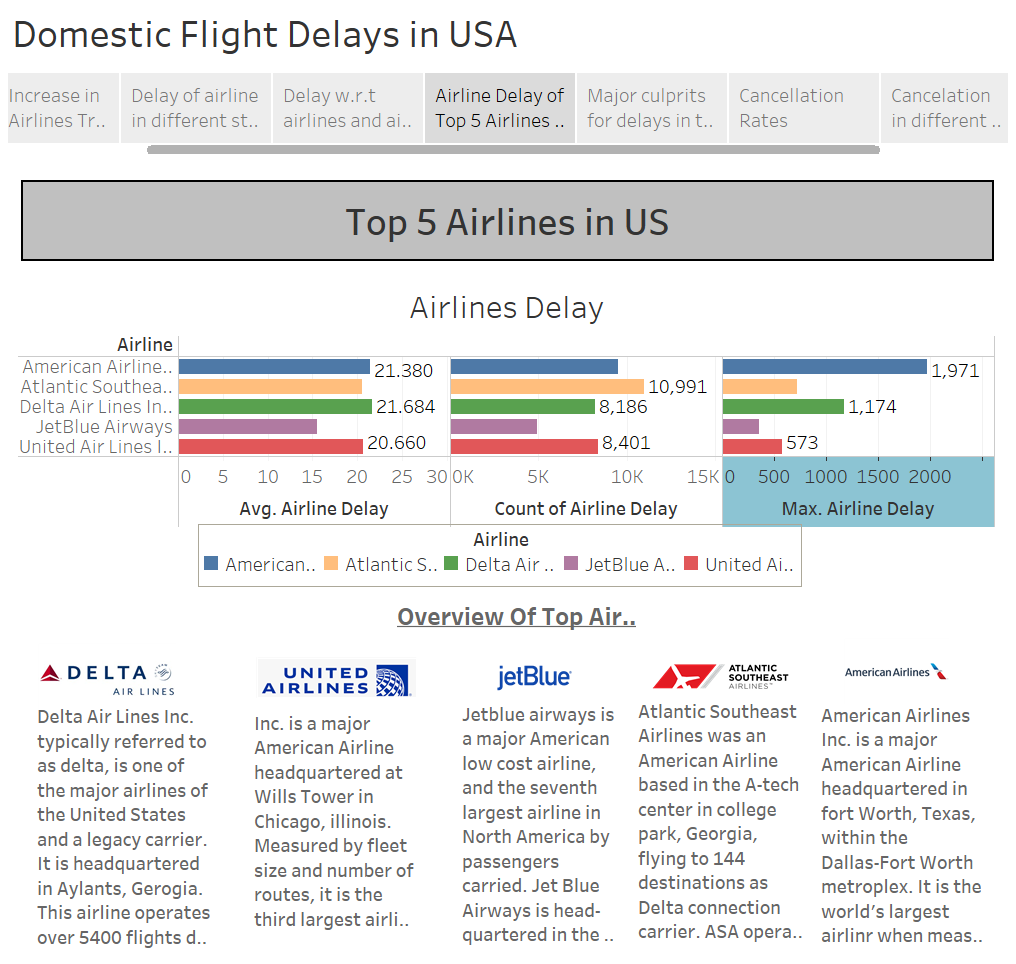 Domestic Flight Delays in USA
Increase in
Airlines Tr..
Delay of airline
in different st..
Delay w.r.t
airlines and ai..
Airline Delay of
Top 5 Airlines ..
Major culprits
for delays in t..
Cancellation
Rates
Cancelation
in different ..
Top 5 Airlines in US
Airlines Delay
Airline
American Airline.. 21.380 1,971
Atlantic Southea.. 10,991
Delta Air Lines In.. 21.684 8,186 1,174
JetBlue Airways
United Air Lines I.. 20.660 8,401 573
0 5 10 15 20 25 30 0K 5K 10K 15K 0 500 1000 1500 2000
Avg. Airline Delay Count of Airline Delay Max. Airline Delay
Airline
American.. Atlantic S.. Delta Air .. JetBlue A.. United Ai..
Overview Of Top Air..
DELTA
AIR LINES
Delta Air Lines Inc.
typically referred to
as delta, is one of
the major airlines of
the United States
and a legacy carrier.
It is headquartered
in Aylants, Gerogia.
This airline operates
over 5400 flights d..
UNITED
AIRLINES
Inc. is a major
American Airline
headquartered at
Wills Tower in
Chicago, illinois.
Measured by fleet
size and number of
routes, it is the
third largest airli..
jetBlue
Jetblue airways is
a major American
low cost airline,
and the seventh
largest airline in
North America by
passengers
carried. Jet Blue
Airways is head-
quartered in the ..
ATLANTIC
SOUTHEAST
AIRLINES™
Atlantic Southeast
Airlines was an
American Airline
based in the A-tech
center in college
park, Georgia,
flying to 144
destinations as
Delta connection
carrier. ASA opera..
American Airlines
American Airlines
Inc. is a major
American Airline
headquartered in
fort Worth, Texas,
within the
Dallas-Fort Worth
metroplex. It is the
world's largest
airlinr when meas..